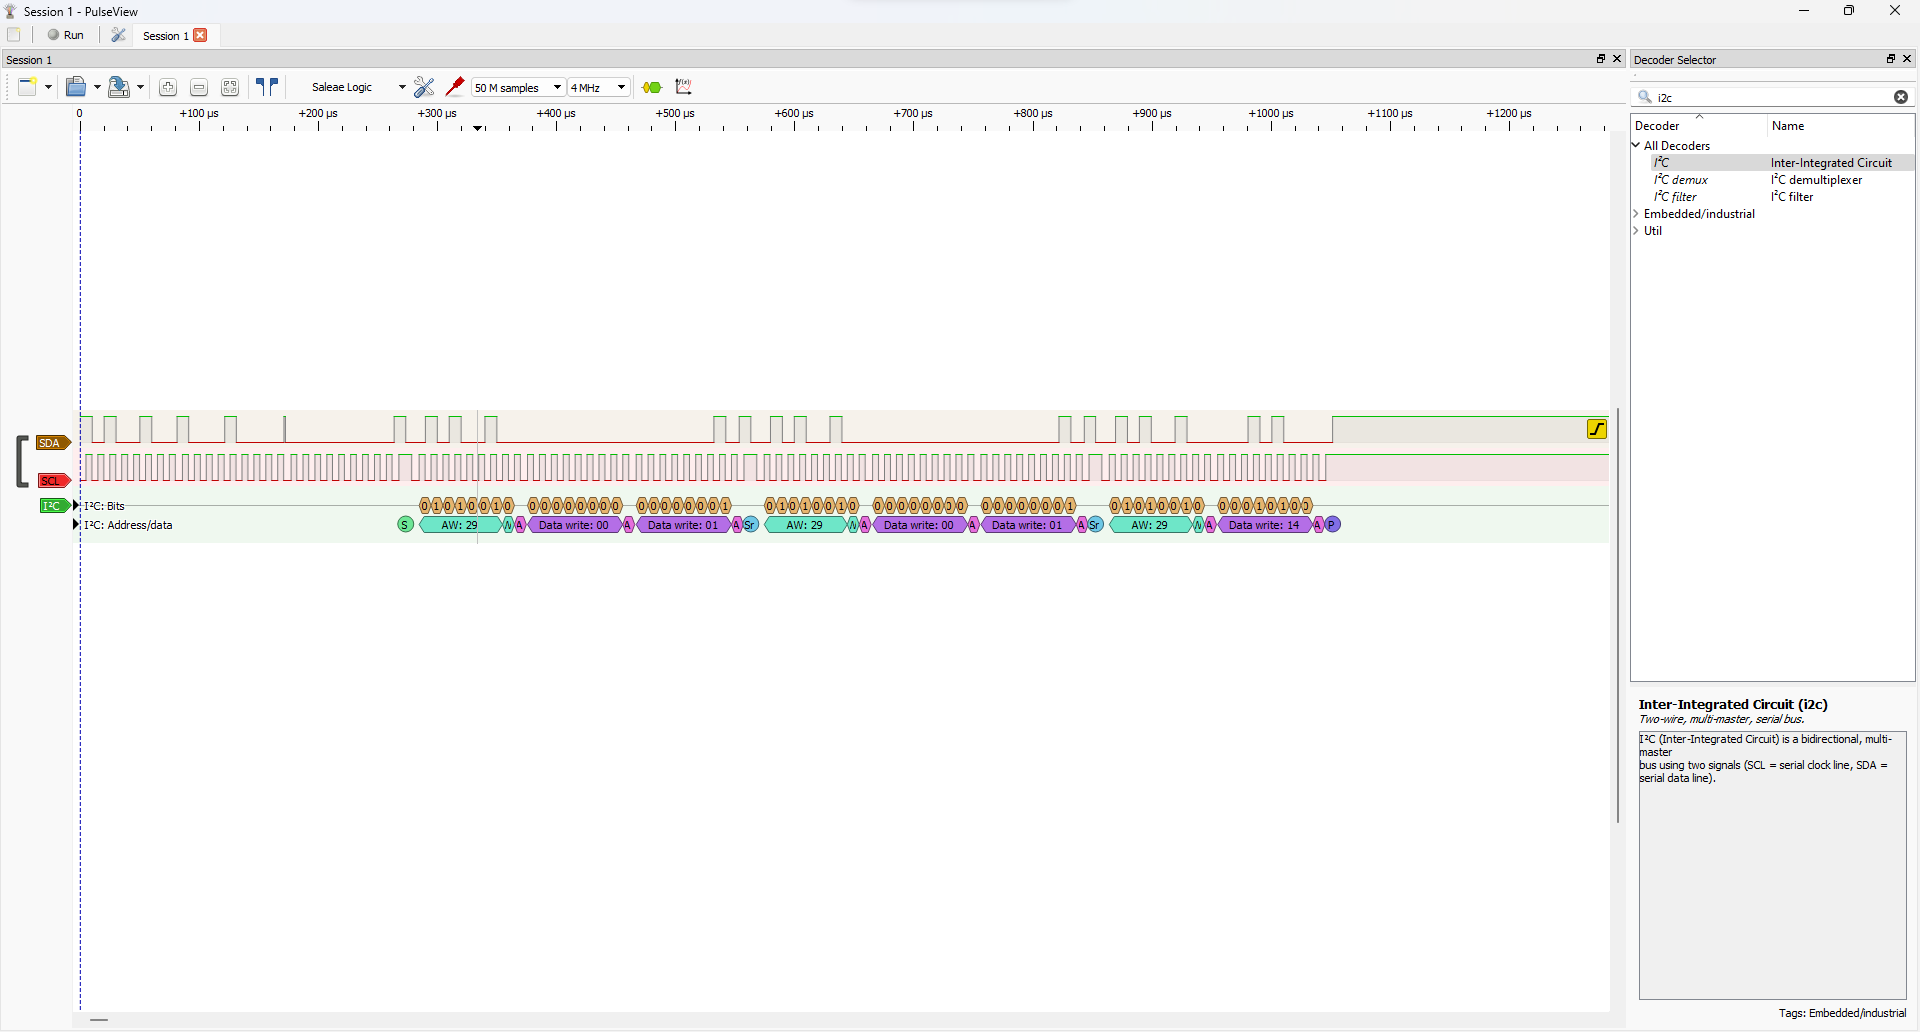 Session 1 - PulseView
Run
Session 1
Session 1
Decoder Selector
Saleae Logic
50 M samples
4 MHz
f(x)
i2c
0 +100 µs +200 µs +300 µs +400 µs +500 µs +600 µs +700 µs +800 µs +900 µs +1000 µs +1100 µs +1200 µs
Decoder Name
All Decoders
I²C Inter-Integrated Circuit
I²C demux I²C demultiplexer
I²C filter I²C filter
Embedded/industrial
Util
SDA
SCL
I²C I²C: Bits 0 1 0 1 0 0 1 0 0 0 0 0 0 0 0 0 0 0 0 0 0 0 0 1 0 1 0 1 0 0 1 0 0 0 0 0 0 0 0 0 0 0 0 0 0 0 0 1 0 1 0 1 0 0 1 0 0 0 0 1 0 1 0 0
I²C: Address/data S AW: 29 A Data write: 00 A Data write: 01 A Sr AW: 29 A Data write: 00 A Data write: 01 A Sr AW: 29 A Data write: 14 A P
Inter-Integrated Circuit (i2c)
Two-wire, multi-master, serial bus.
I²C (Inter-Integrated Circuit) is a bidirectional, multi-
master
bus using two signals (SCL = serial clock line, SDA =
serial data line).
Tags: Embedded/industrial